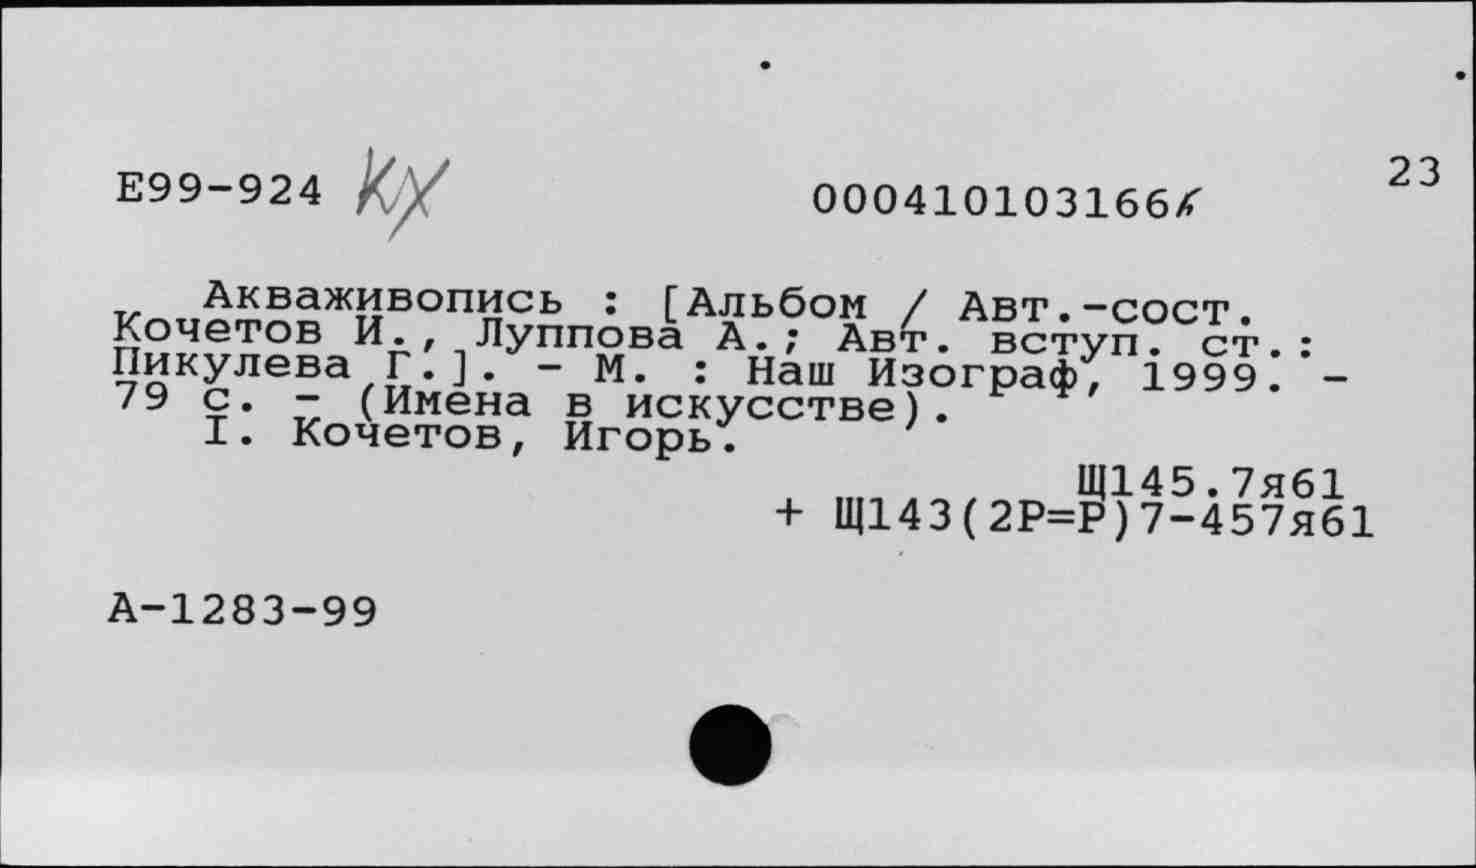 23
Е99-924 КХ 0004101031666
Акваживопись : [Альбом / Авт.-сост.
Кочетов И., Луппова А.; Авт. вступ. ст.:
Пикулева Г.]. - М. : Наш Изограф, 1999. -
79 с. - (Имена в искусстве).
I. Кочетов, Игорь.
Щ145.7я61
+ Щ143(2Р=Р)7-457я61
А-1283-99